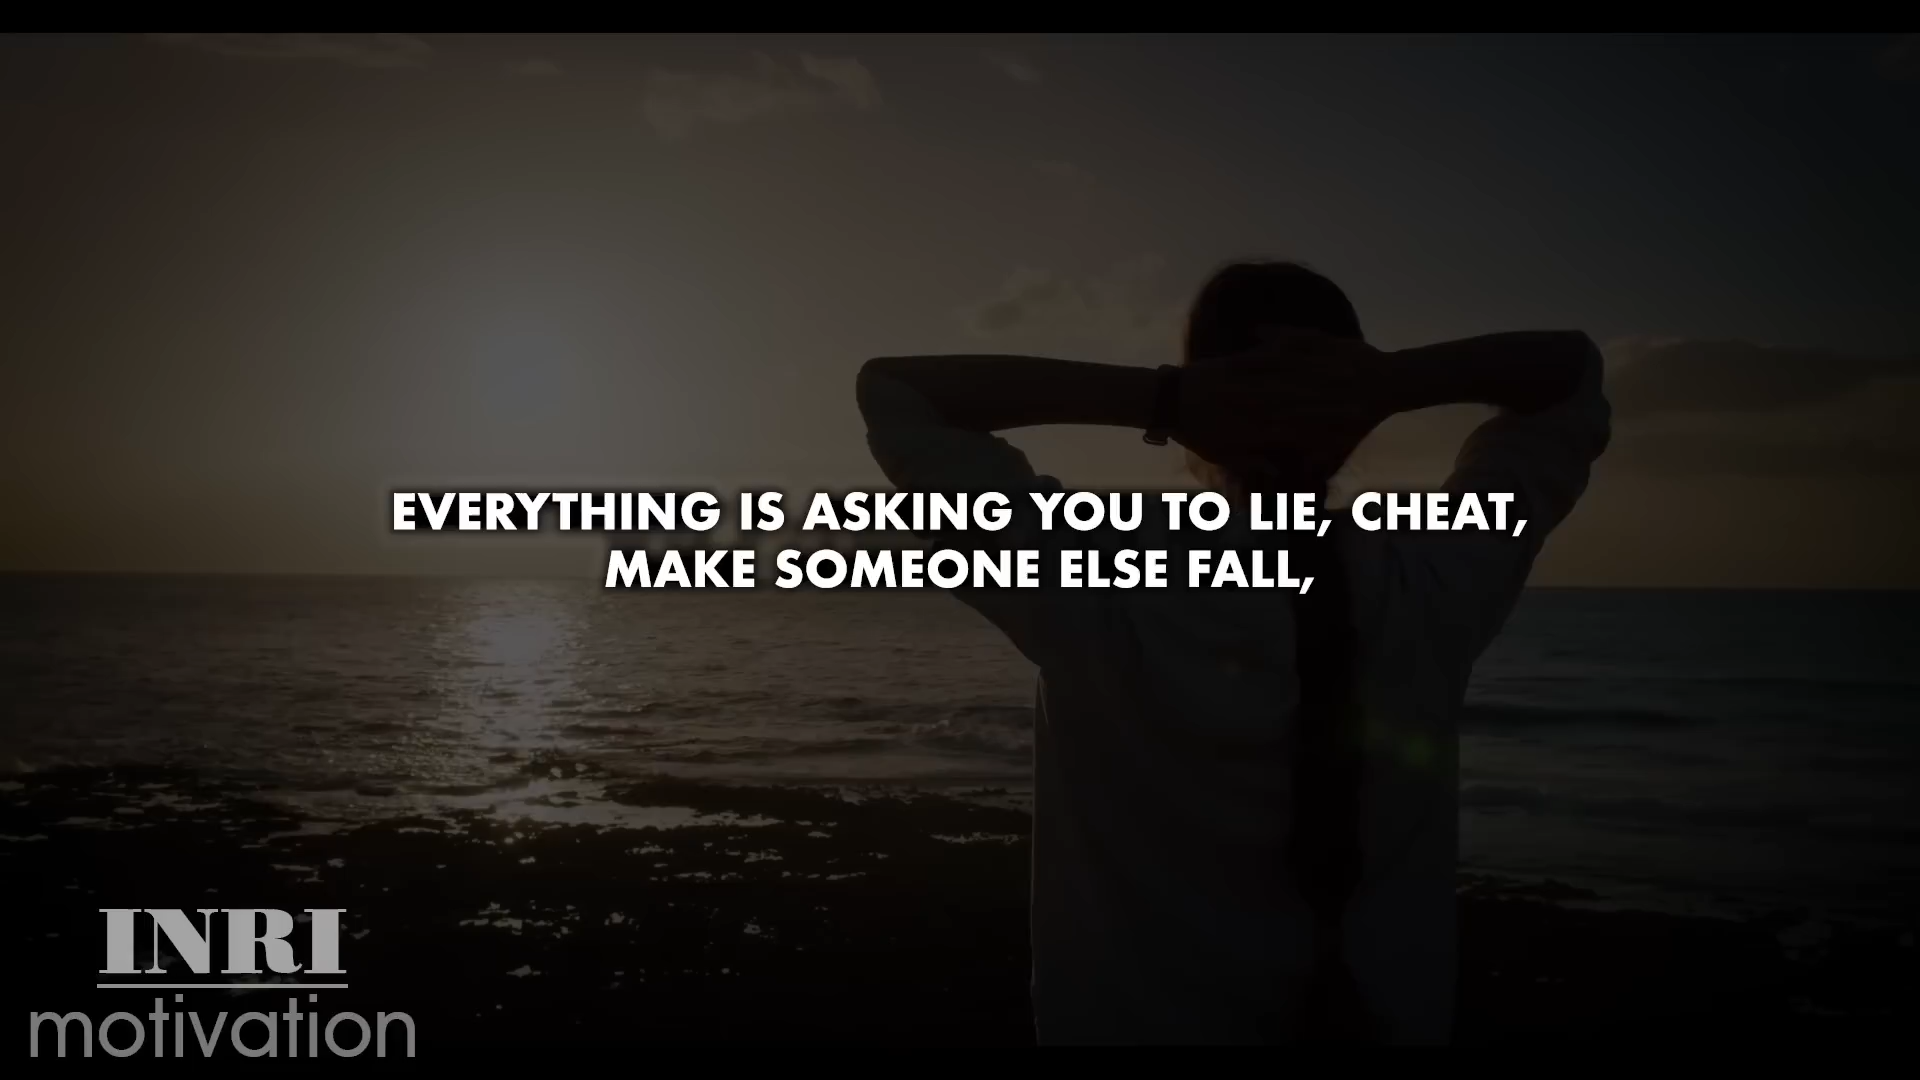 EVERYTHING IS ASKING YOU TO LIE, CHEAT,
MAKE SOMEONE ELSE FALL,
INRI
motivation